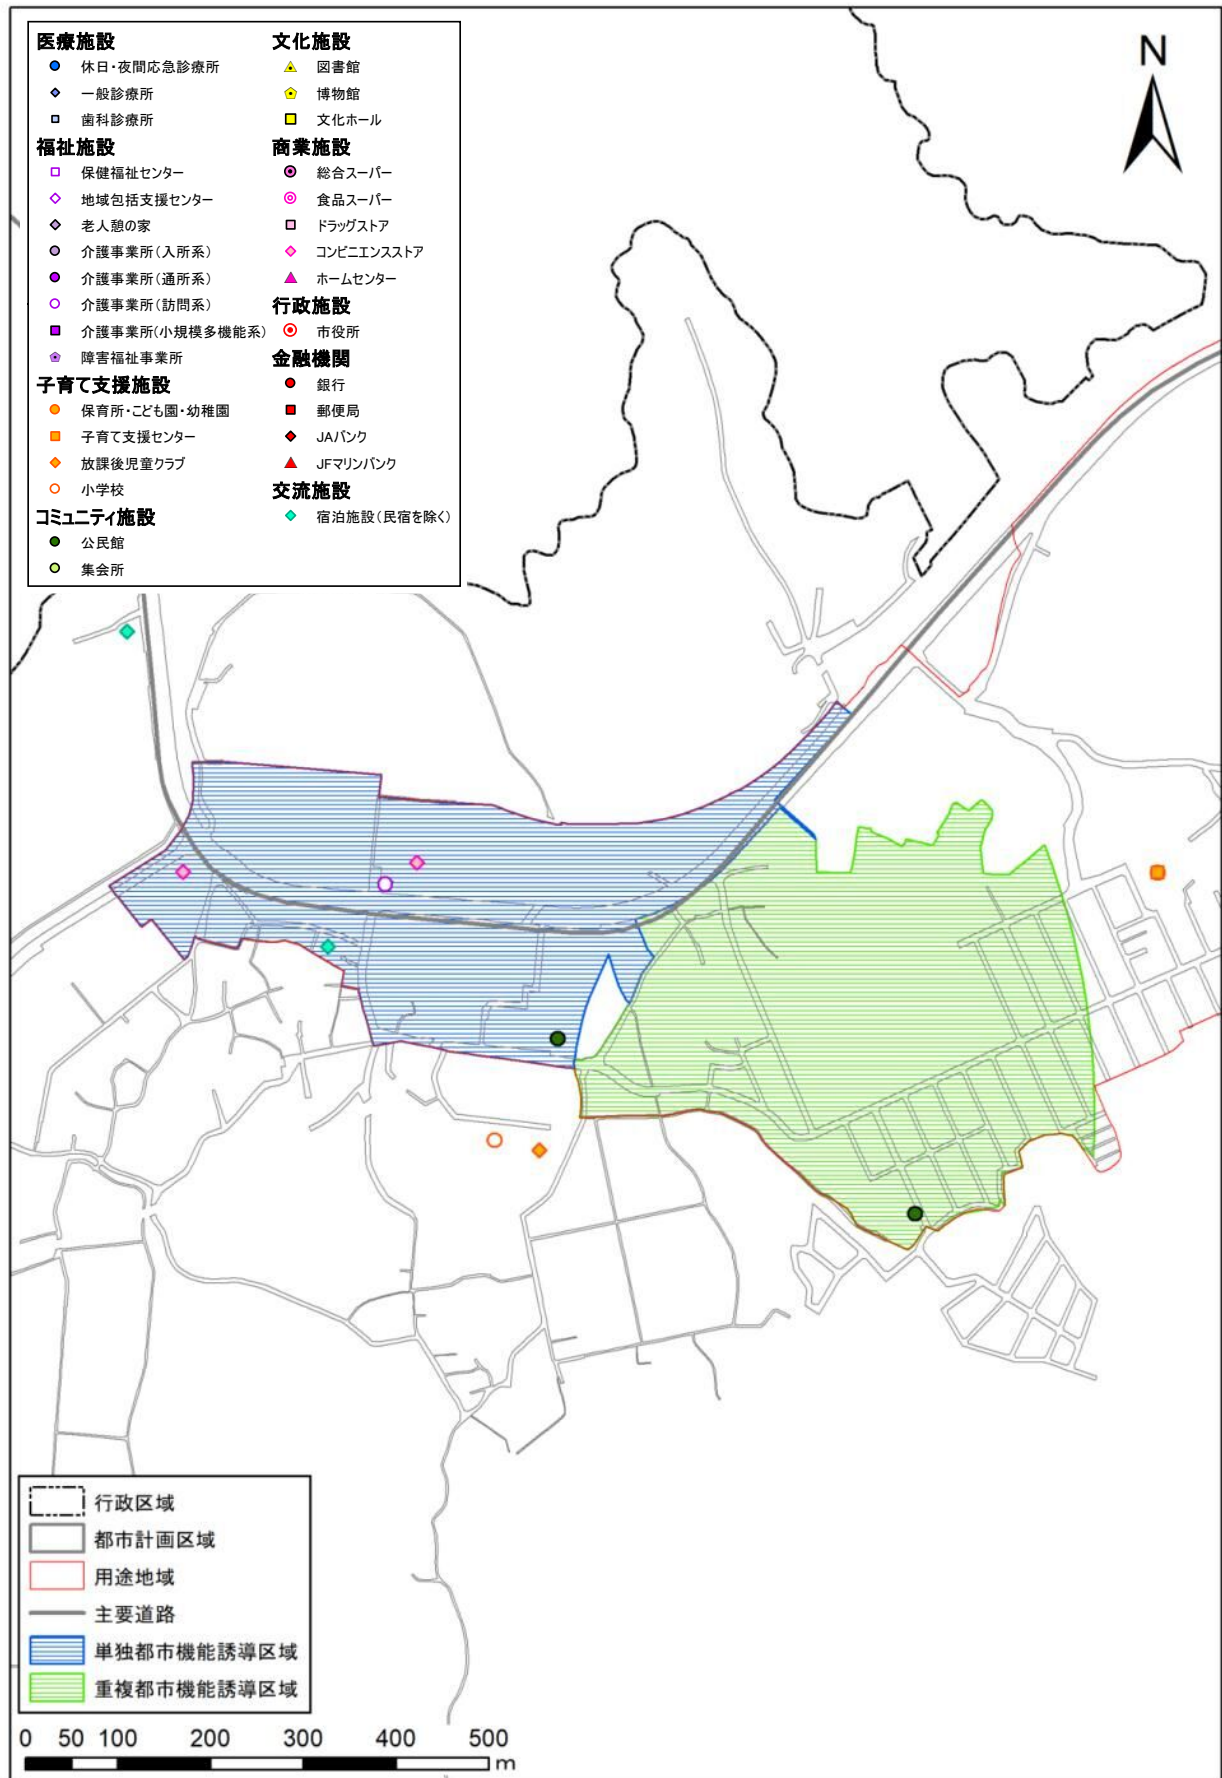 医療施設
休日・夜間応急診療所
一般診療所
歯科診療所
福祉施設
保健福祉センター
地域包括支援センター
老人憩の家
介護事業所(入所系)
介護事業所(通所系)
介護事業所(訪問系)
介護事業所(小規模多機能系)
障害福祉事業所
子育て支援施設
保育所・こども園・幼稚園
子育て支援センター
放課後児童クラブ
小学校
コミュニティ施設
公民館
集会所
文化施設
図書館
博物館
文化ホール
商業施設
総合スーパー
食品スーパー
ドラッグストア
コンビニエンスストア
ホームセンター
行政施設
市役所
金融機関
銀行
郵便局
JAバンク
JFマリンバンク
交流施設
宿泊施設(民宿を除く)
N
行政区域
都市計画区域
用途地域
主要道路
単独都市機能誘導区域
重複都市機能誘導区域
0 50 100 200 300 400 500
m